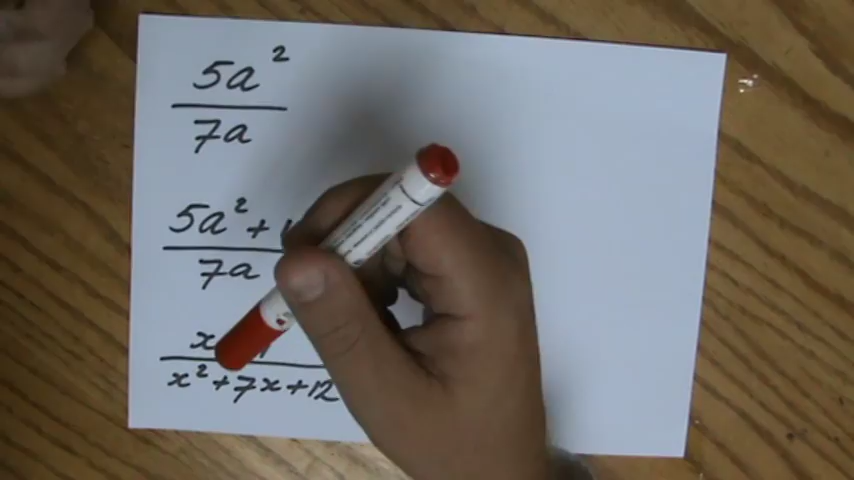 5a²
7a
5a² +
7a
x
x² + 7x + 12